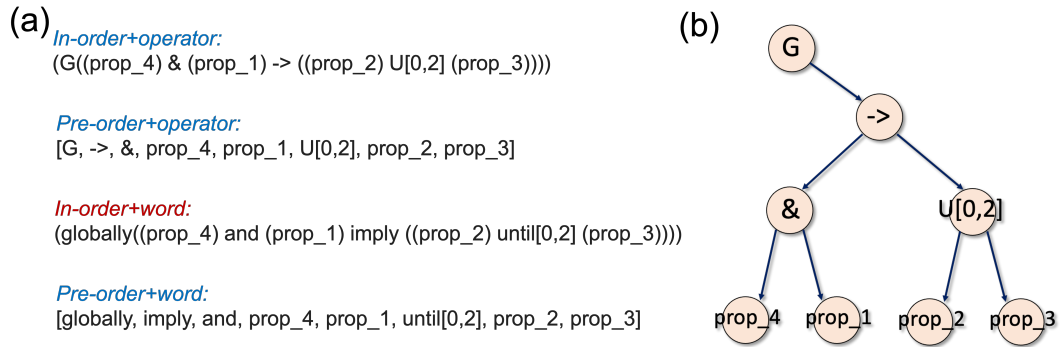 (a)
In-order+operator:
(G((prop_4) & (prop_1) -> ((prop_2) U[0,2] (prop_3))))
Pre-order+operator:
[G, ->, &, prop_4, prop_1, U[0,2], prop_2, prop_3]
In-order+word:
(globally((prop_4) and (prop_1) imply ((prop_2) until[0,2] (prop_3))))
Pre-order+word:
[globally, imply, and, prop_4, prop_1, until[0,2], prop_2, prop_3]
(b)
G
->
& U[0,2]
prop_4 prop_1 prop_2 prop_3